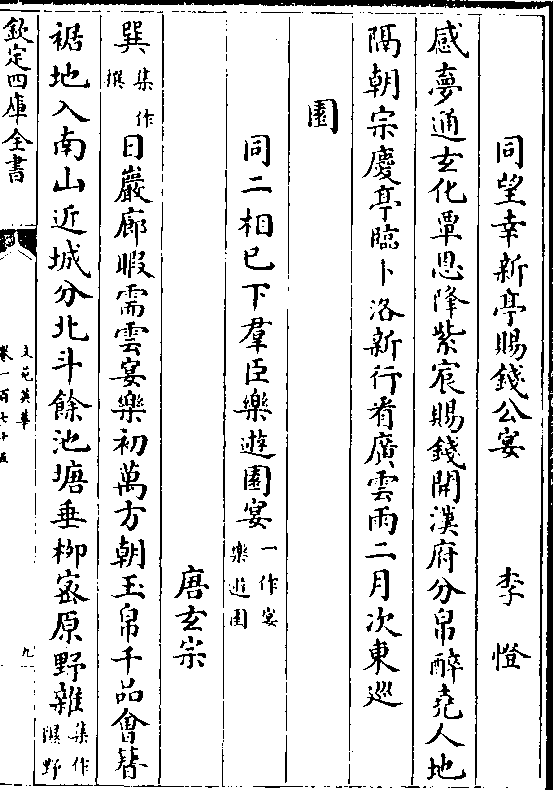 同望幸新亭賜錢公宴　李憕
感夢通玄化覃恩降紫宸賜錢開漢府分帛醉堯人地
隔朝宗慶亭臨卜洛新行看廣雲雨二月次東巡
園
同二相已下羣臣樂遊園宴一作宴樂遊園
唐玄宗
巽集作撰日巖廊暇需雲宴樂初萬方朝玉帛千品會簪
裾地入南山近城分北斗餘池塘垂柳密原野雜集作隰野
欽定四庫全書
文苑英華
卷一百七十五
九